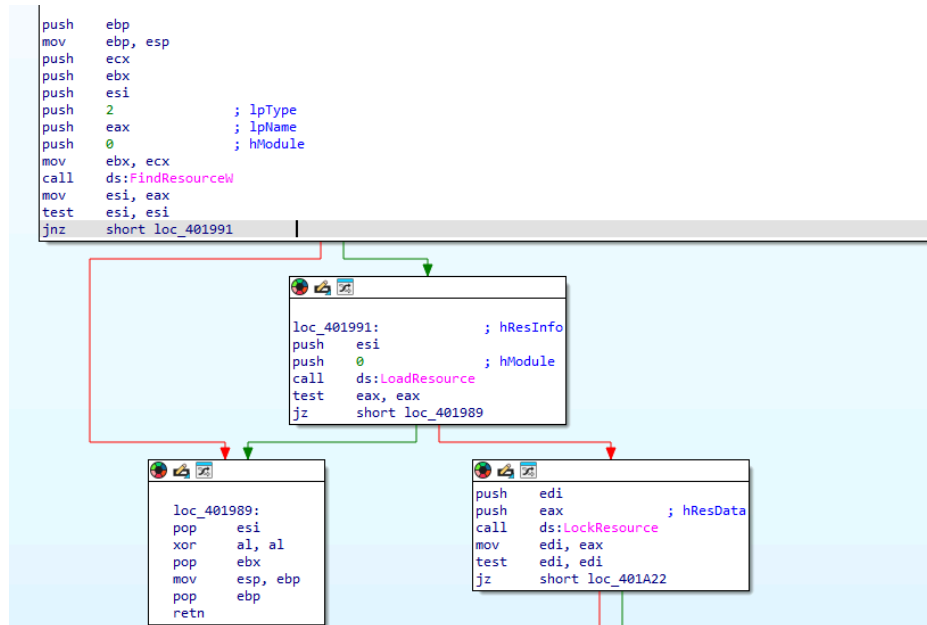 push ebp
mov ebp, esp
push ecx
push ebx
push esi
push 2 ; lpType
push eax ; lpName
push 0 ; hModule
mov ebx, ecx
call ds:FindResourceW
mov esi, eax
test esi, esi
jnz short loc_401991
loc_401991: ; hResInfo
push esi
push 0 ; hModule
call ds:LoadResource
test eax, eax
jz short loc_401989
loc_401989:
pop esi
xor al, al
pop ebx
mov esp, ebp
pop ebp
retn
push edi
push eax ; hResData
call ds:LockResource
mov edi, eax
test edi, edi
jz short loc_401A22